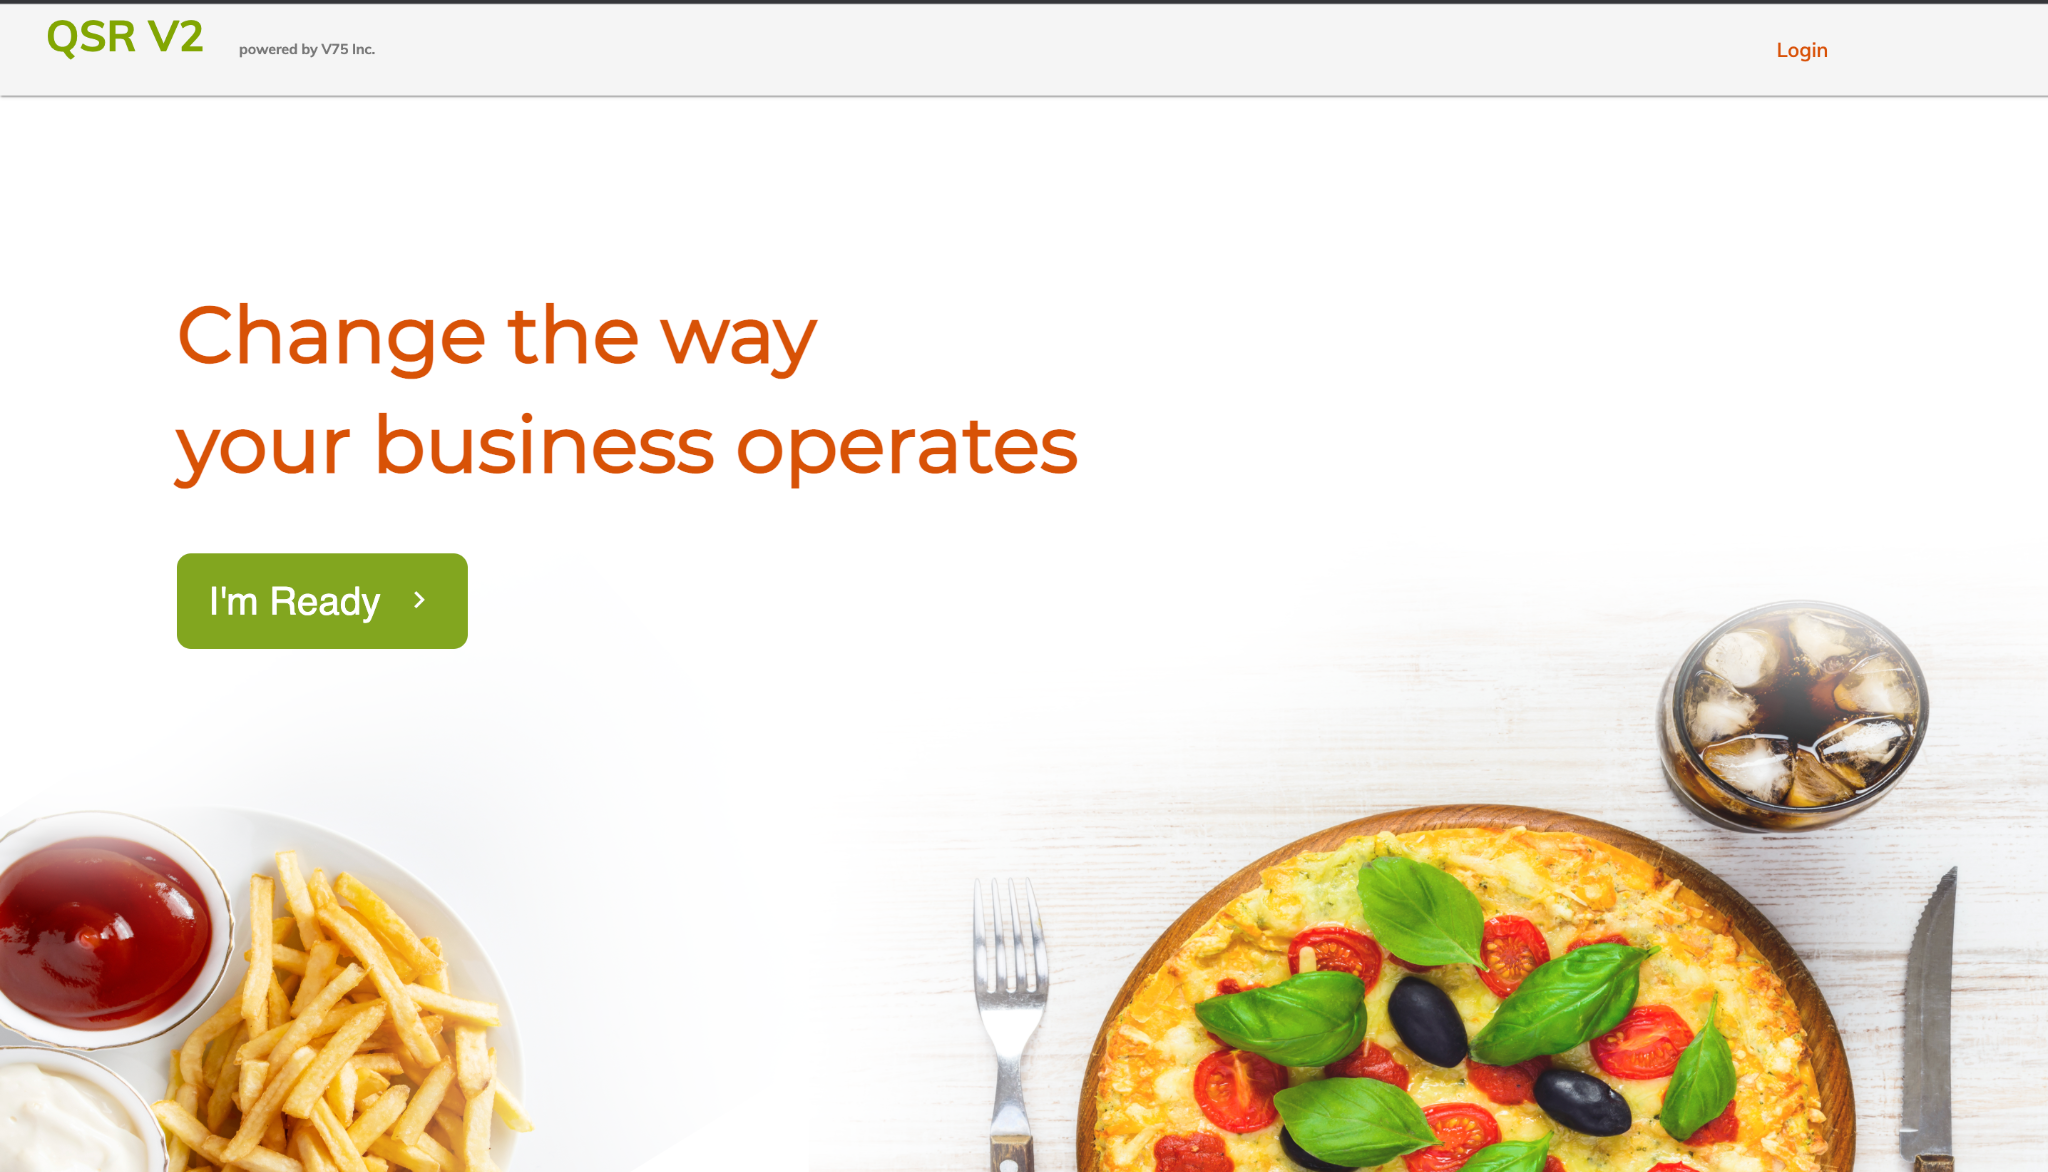 QSR V2
powered by V75 Inc.
Login
Change the way
your business operates
I'm Ready